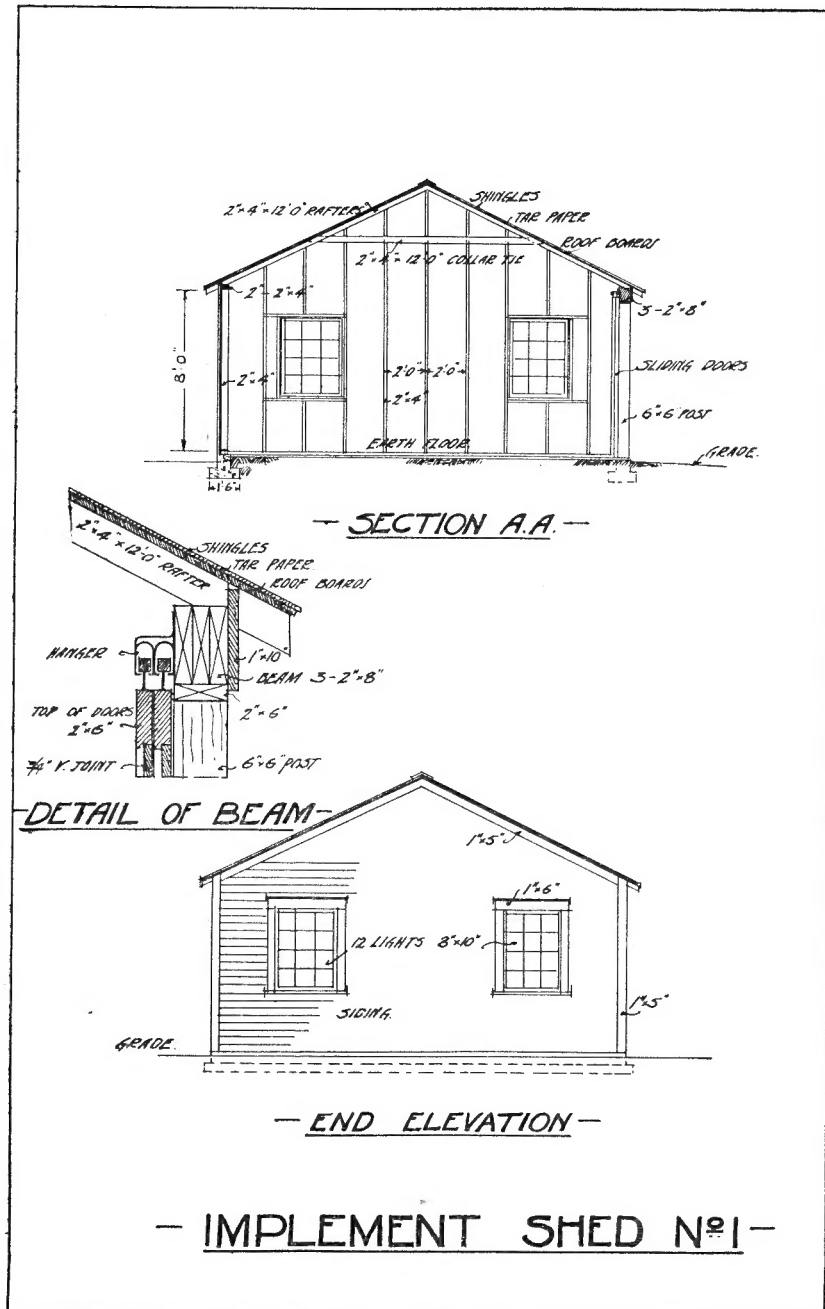 2"x4"x12'0" RAFTERS
SHINGLES
TAR PAPER
ROOF BOARDS
2"x4"x12'0" COLLAR TIE
2-2"x4"
3-2"x8"
8'0"
2"x4"
2'0"
2'0"
2"x4"
SLIDING DOORS
6"x6" POST
EARTH FLOOR
GRADE.
1'6"
- SECTION A.A. -
2"x4"x12'0" RAFTER
SHINGLES
TAR PAPER
ROOF BOARDS
HANGER
1"x10"
BEAM 3-2"x8"
TOP OF DOORS
2"x6"
2"x6"
3/4" V. JOINT
6"x6" POST
- DETAIL OF BEAM -
1"x5"
1"x6"
12 LIGHTS 8"x10"
SIDING.
1"x5"
GRADE.
- END ELEVATION -
- IMPLEMENT SHED Nº1 -